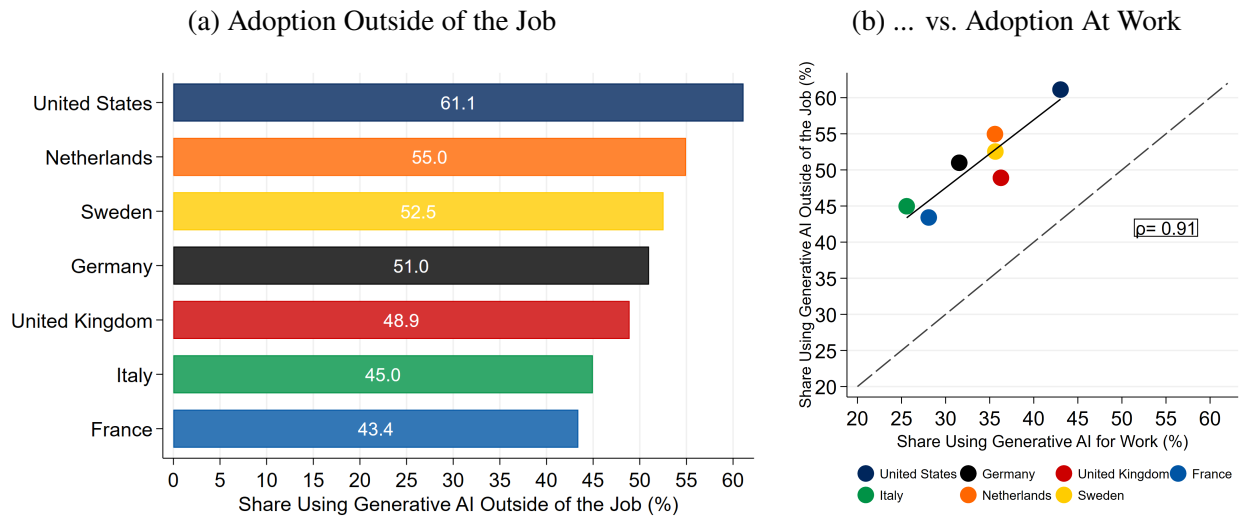 (a) Adoption Outside of the Job
United States
61.1
Netherlands
55.0
Sweden
52.5
Germany
51.0
United Kingdom
48.9
Italy
45.0
France
43.4
0 5 10 15 20 25 30 35 40 45 50 55 60
Share Using Generative AI Outside of the Job (%)
(b) ... vs. Adoption At Work
Share Using Generative AI Outside of the Job (%)
60
55
50
45
40
35
30
25
20
ρ= 0.91
20 25 30 35 40 45 50 55 60
Share Using Generative AI for Work (%)
United States Germany United Kingdom France
Italy Netherlands Sweden